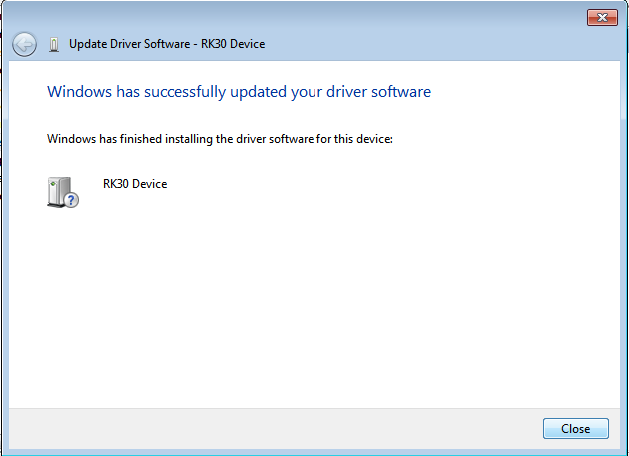 Update Driver Software - RK30 Device
Windows has successfully updated your driver software
Windows has finished installing the driver software for this device:
RK30 Device
Close